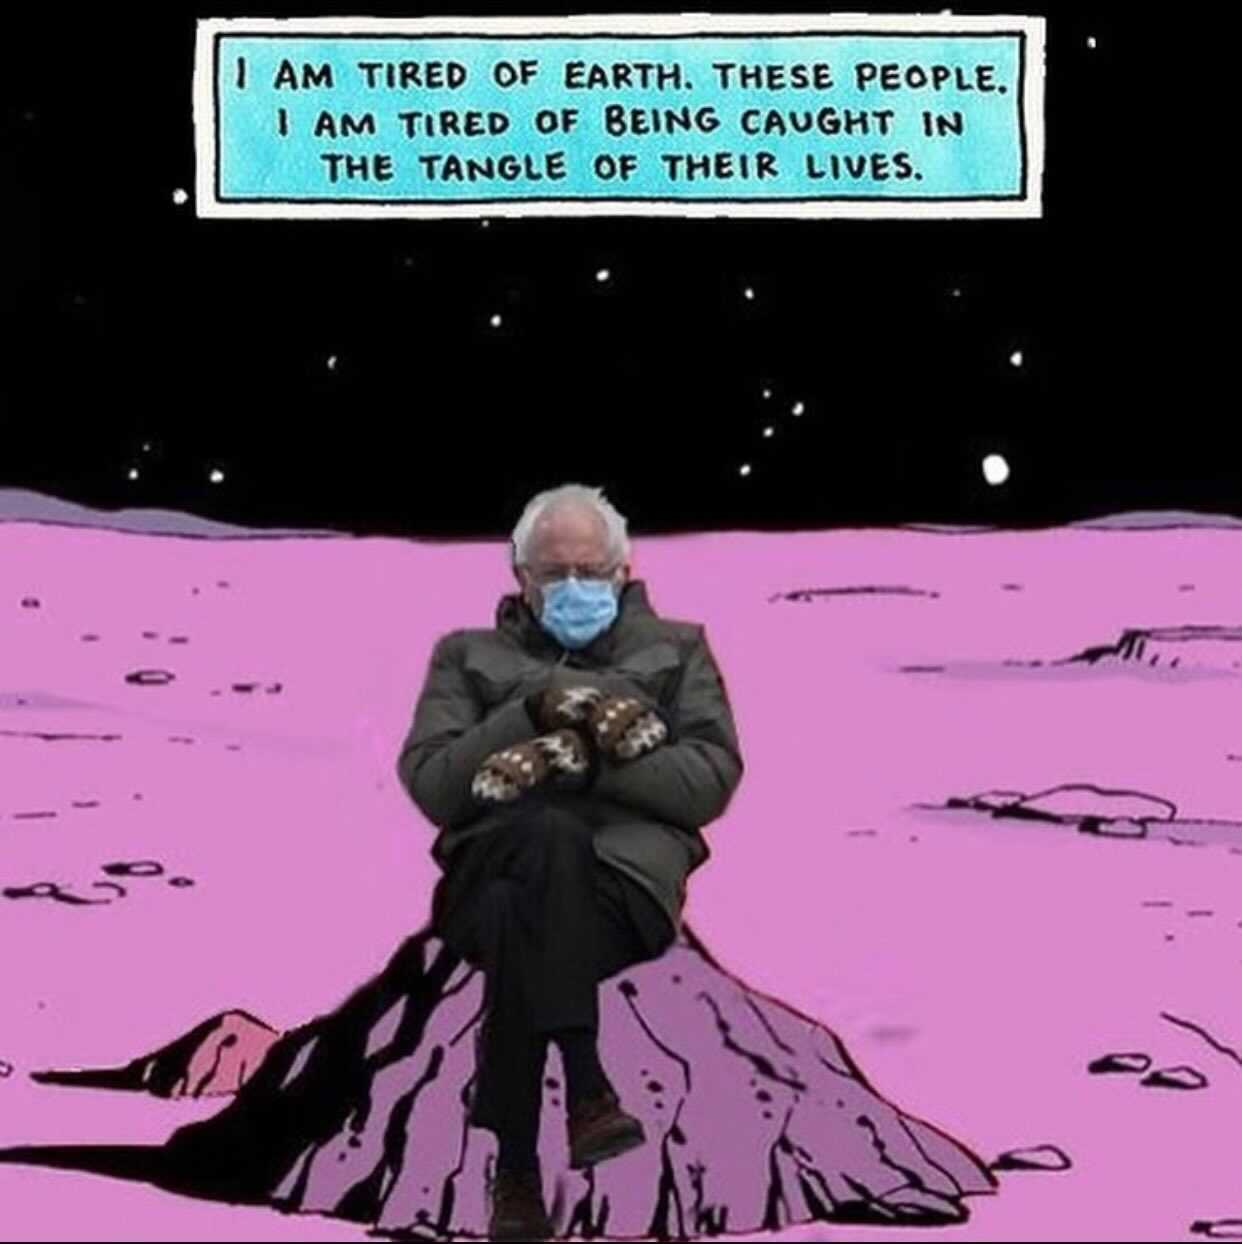 I AM TIRED OF EARTH. THESE PEOPLE.
I AM TIRED OF BEING CAUGHT IN
THE TANGLE OF THEIR LIVES.